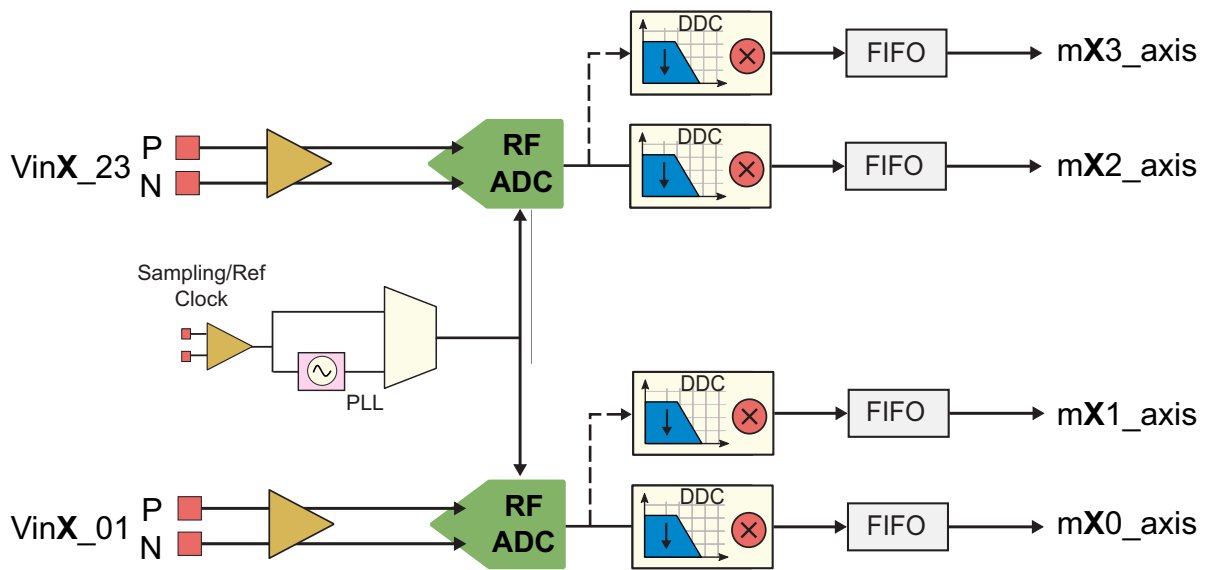 DDC
FIFO
mX3_axis
VinX_23
P
N
RF
ADC
DDC
FIFO
mX2_axis
Sampling/Ref
Clock
PLL
DDC
FIFO
mX1_axis
VinX_01
P
N
RF
ADC
DDC
FIFO
mX0_axis